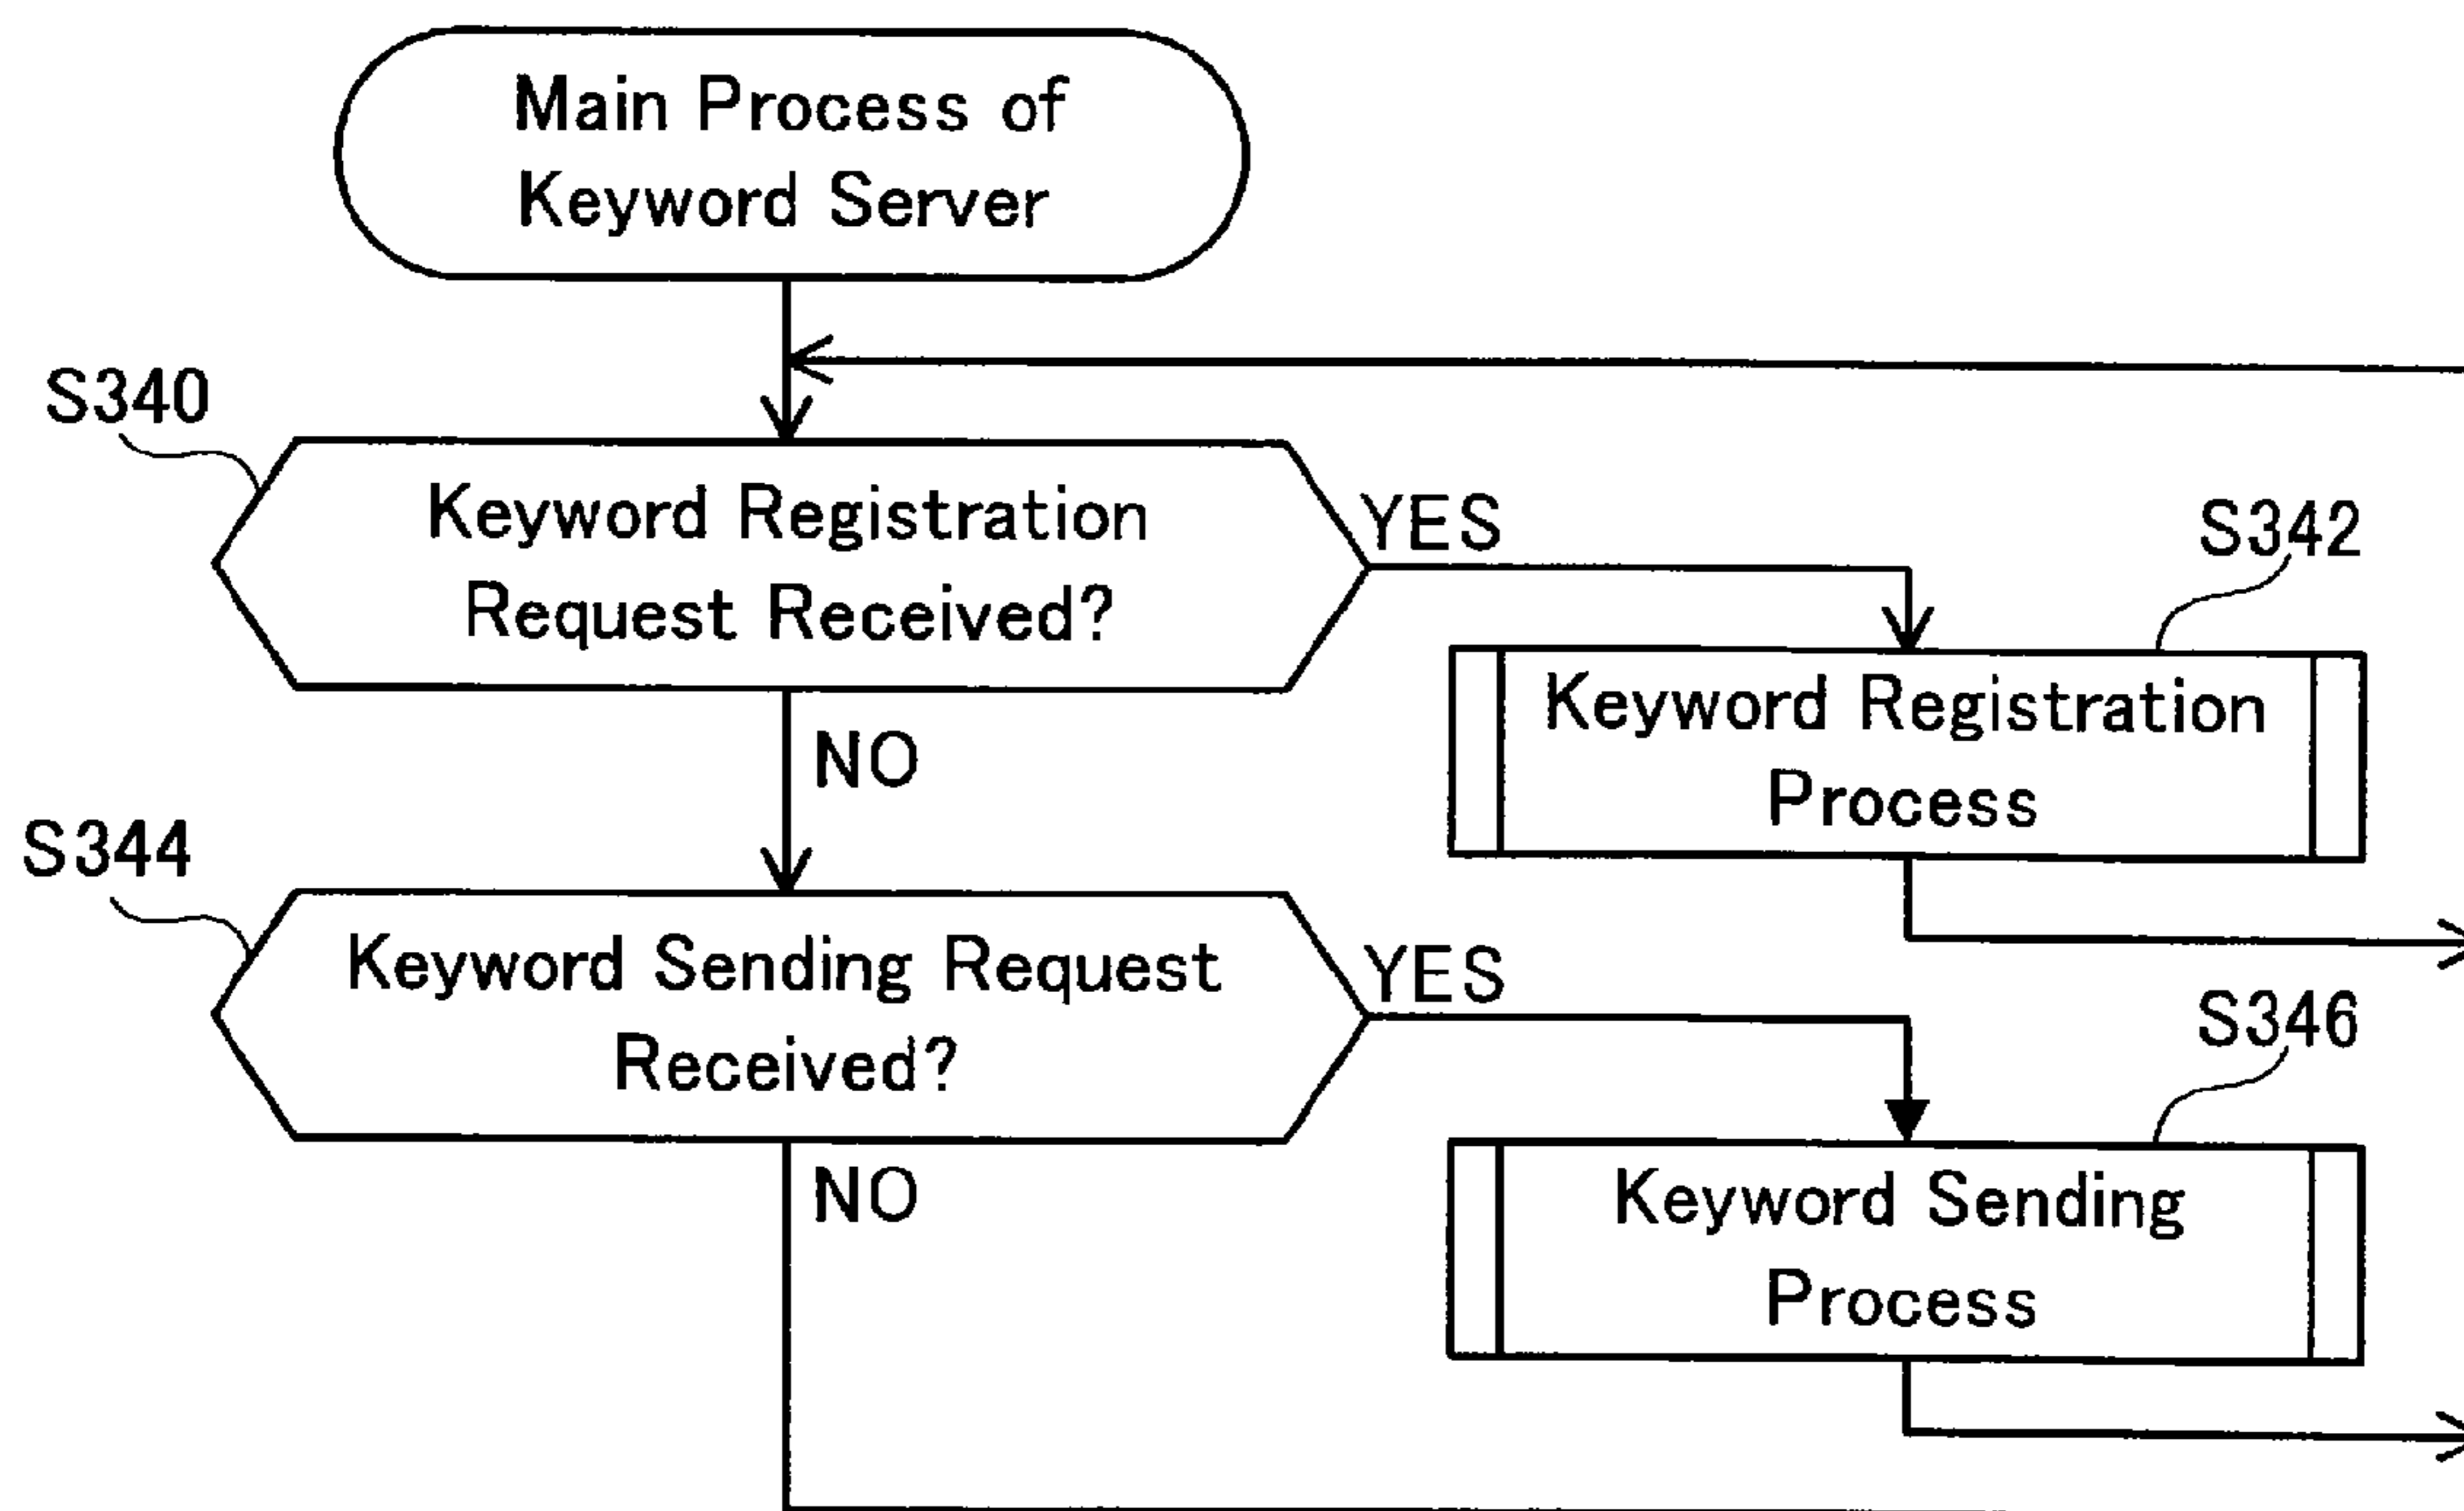 Main Process of
Keyword Server
S340
Keyword Registration
Request Received?
YES
S342
Keyword Registration
Process
NO
S344
Keyword Sending Request
Received?
YES
S346
Keyword Sending
Process
NO